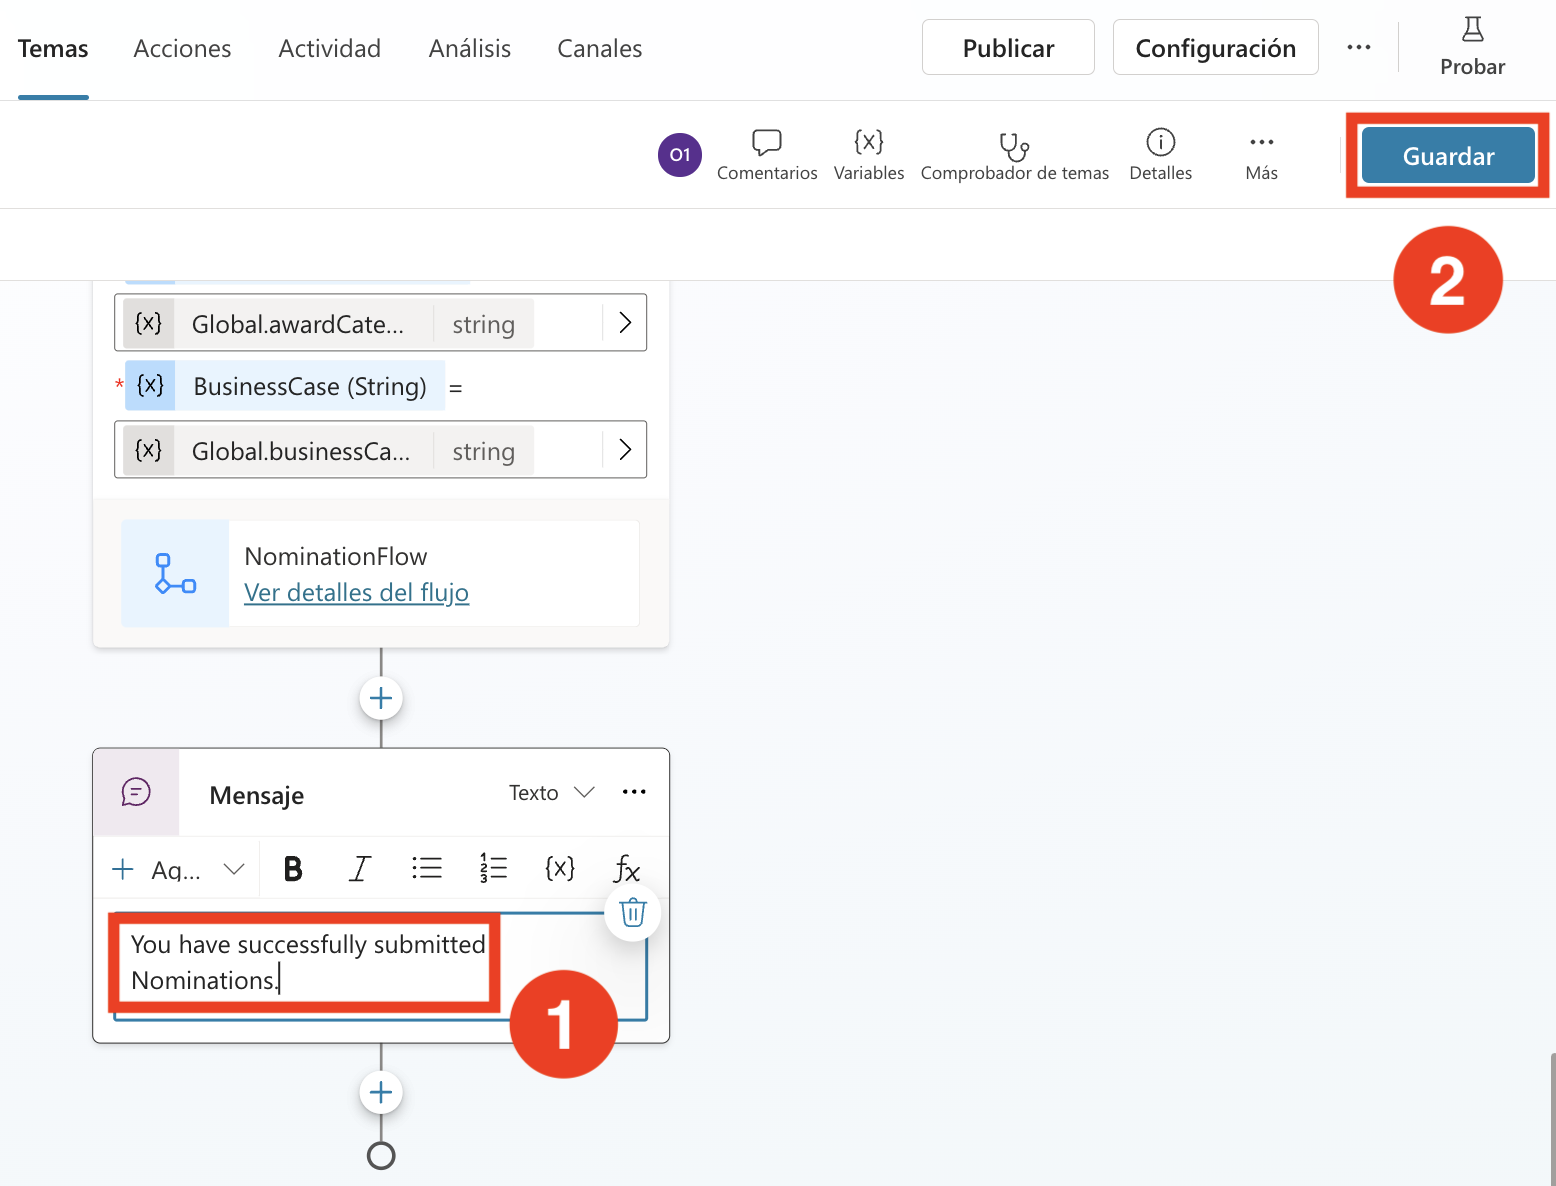 Temas Acciones Actividad Análisis Canales Publicar Configuración ... Probar
O1 Comentarios {x} Variables Comprobador de temas Detalles ... Más Guardar
2
{x} Global.awardCate... string
* {x} BusinessCase (String) =
{x} Global.businessCa... string
NominationFlow
Ver detalles del flujo
Mensaje Texto ...
+ Ag... B I {x} fx
You have successfully submitted
Nominations.
1